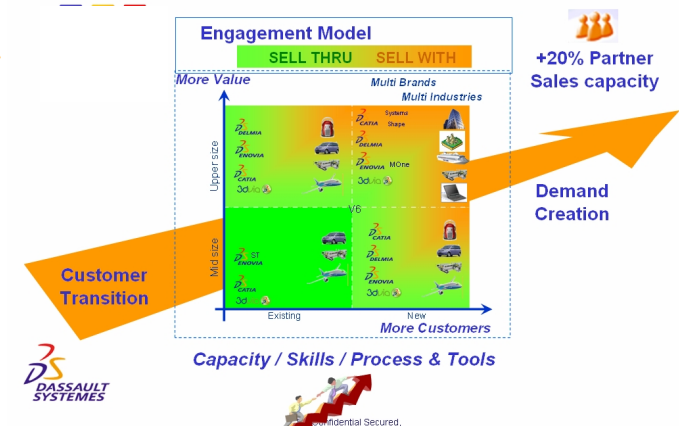 Engagement Model
SELL THRU SELL WITH
+20% Partner
Sales capacity
More Value
Multi Brands
Multi Industries
Upper size
DELMIA
ENOVIA
CATIA
3dvia
CATIA
Systems
Shape
DELMIA
ENOVIA
MOne
3dvia
V6
Demand
Creation
Mid size
ENOVIA
ST
CATIA
3d
CATIA
DELMIA
ENOVIA
3dvia
Customer
Transition
Existing
New
More Customers
Capacity / Skills / Process & Tools
DASSAULT
SYSTEMES
Confidential Secured,